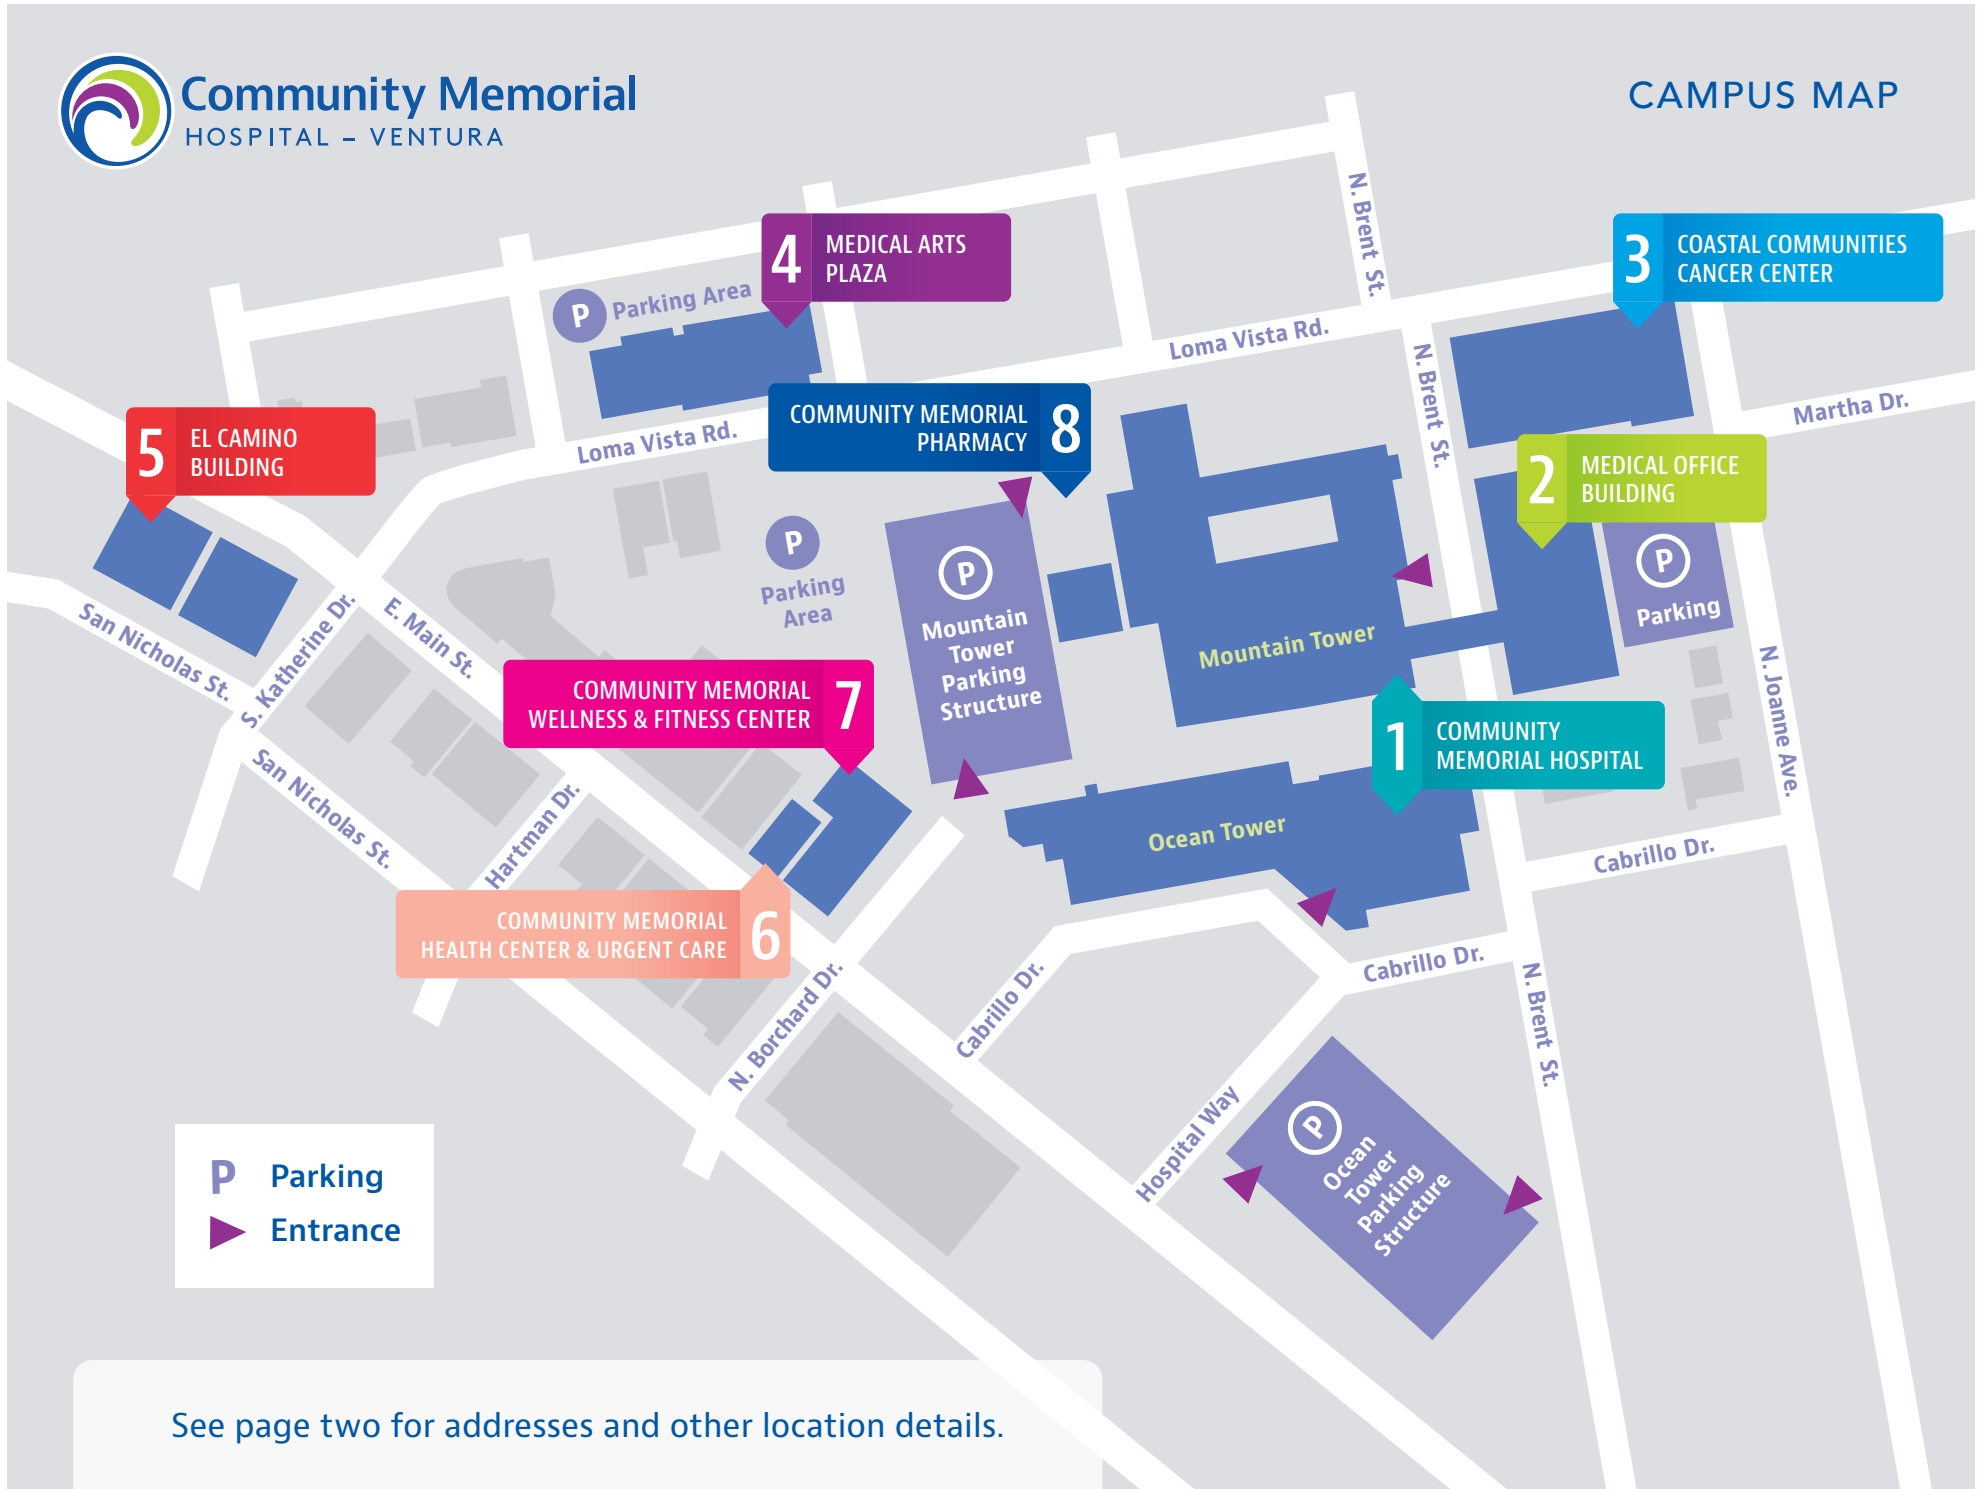 Community Memorial
HOSPITAL – VENTURA
CAMPUS MAP
N. Brent St.
4
MEDICAL ARTS
PLAZA
3
COASTAL COMMUNITIES
CANCER CENTER
P
Parking Area
Loma Vista Rd.
N. Brent St.
Martha Dr.
5
EL CAMINO
BUILDING
Loma Vista Rd.
COMMUNITY MEMORIAL
PHARMACY
8
2
MEDICAL OFFICE
BUILDING
P
Parking
Area
P
Mountain
Tower
Parking
Structure
P
Parking
San Nicholas St.
S. Katherine Dr.
E. Main St.
Mountain Tower
N. Joanne Ave.
COMMUNITY MEMORIAL
WELLNESS & FITNESS CENTER
7
1
COMMUNITY
MEMORIAL HOSPITAL
San Nicholas St.
Hartman Dr.
Ocean Tower
Cabrillo Dr.
COMMUNITY MEMORIAL
HEALTH CENTER & URGENT CARE
6
N. Borchard Dr.
Cabrillo Dr.
Cabrillo Dr.
N. Brent St.
Hospital Way
P
Ocean
Tower
Parking
Structure
P
Parking
Entrance
See page two for addresses and other location details.